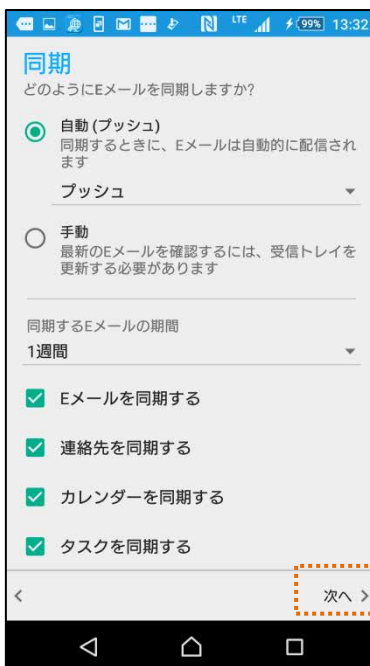 LTE 99% 13:32
同期
どのようにEメールを同期しますか?
自動 (プッシュ)
同期するときに、Eメールは自動的に配信され
ます
プッシュ
手動
最新のEメールを確認するには、受信トレイを
更新する必要があります
同期するEメールの期間
1週間
Eメールを同期する
連絡先を同期する
カレンダーを同期する
タスクを同期する
次へ